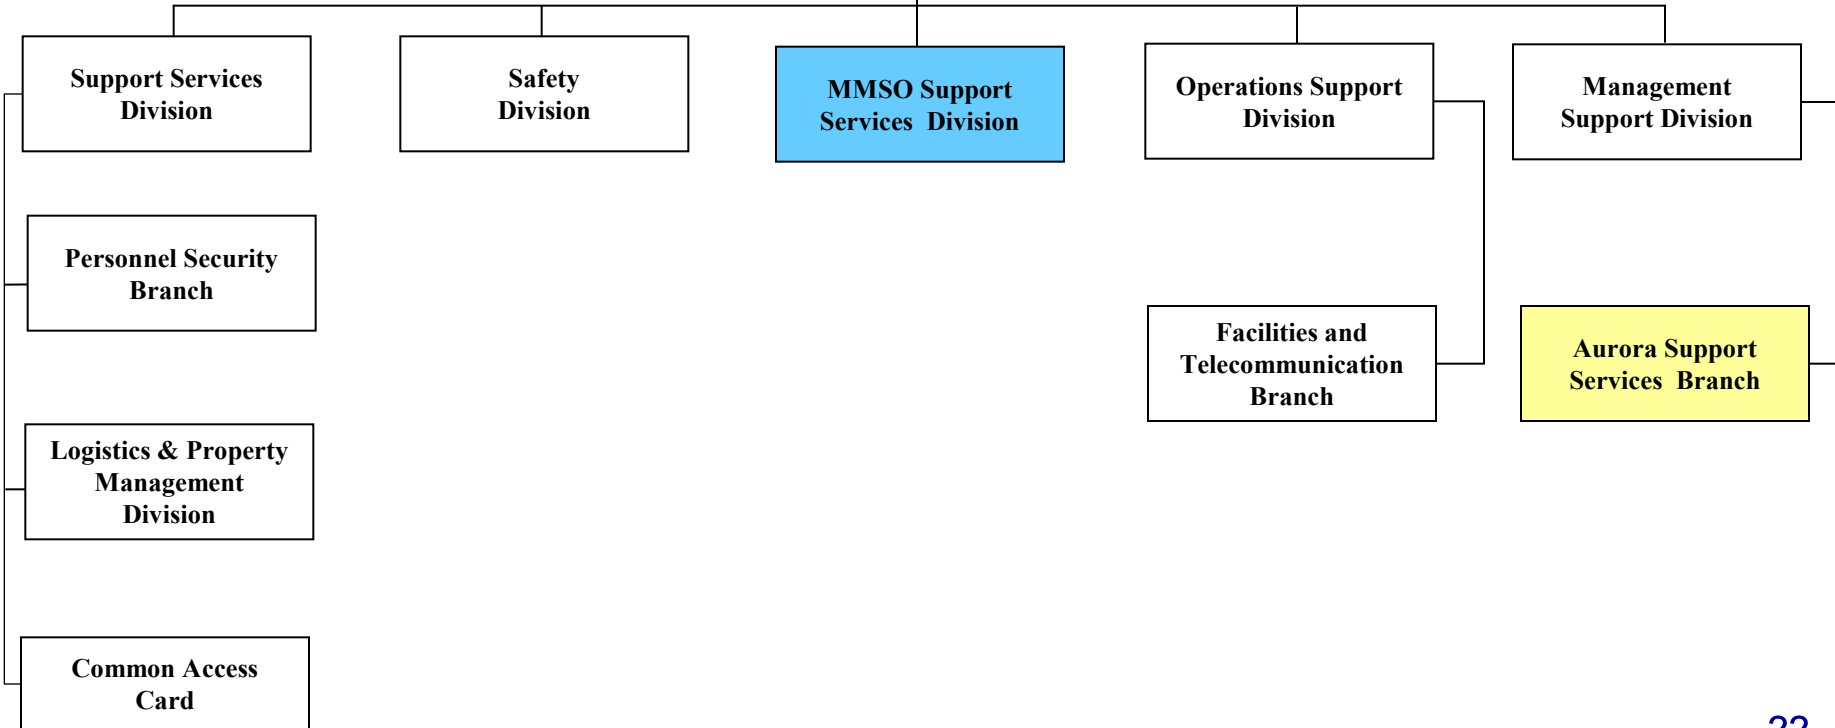 Support Services
Division
Safety
Division
MMSO Support
Services Division
Operations Support
Division
Management
Support Division
Personnel Security
Branch
Facilities and
Telecommunication
Branch
Aurora Support
Services Branch
Logistics & Property
Management
Division
Common Access
Card